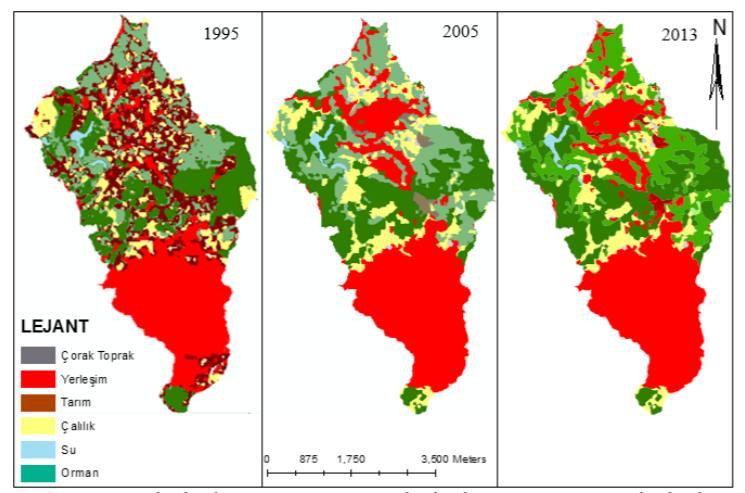 1995
2005
2013
N
LEJANT
Çorak Toprak
Yerleşim
Tarım
Çalılık
Su
Orman
0 875 1,750 3,500 Meters